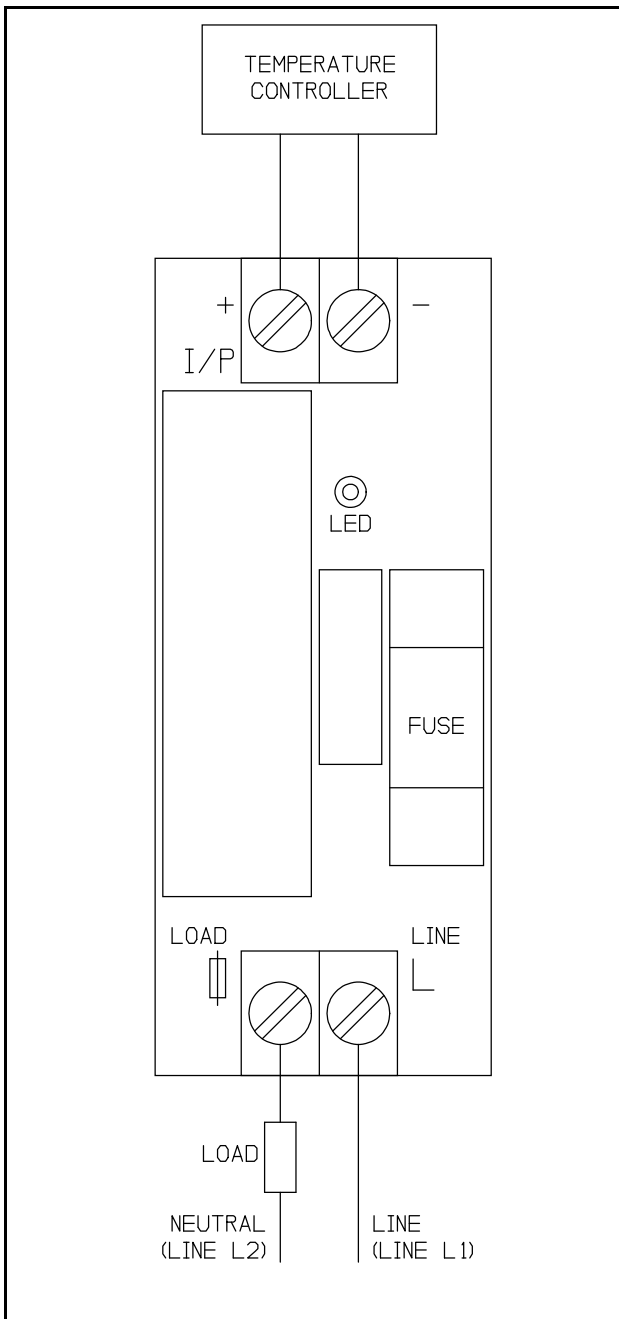 TEMPERATURE
CONTROLLER
+ -
I/P
LED
FUSE
LOAD LINE
L
LOAD
NEUTRAL
(LINE L2)
LINE
(LINE L1)